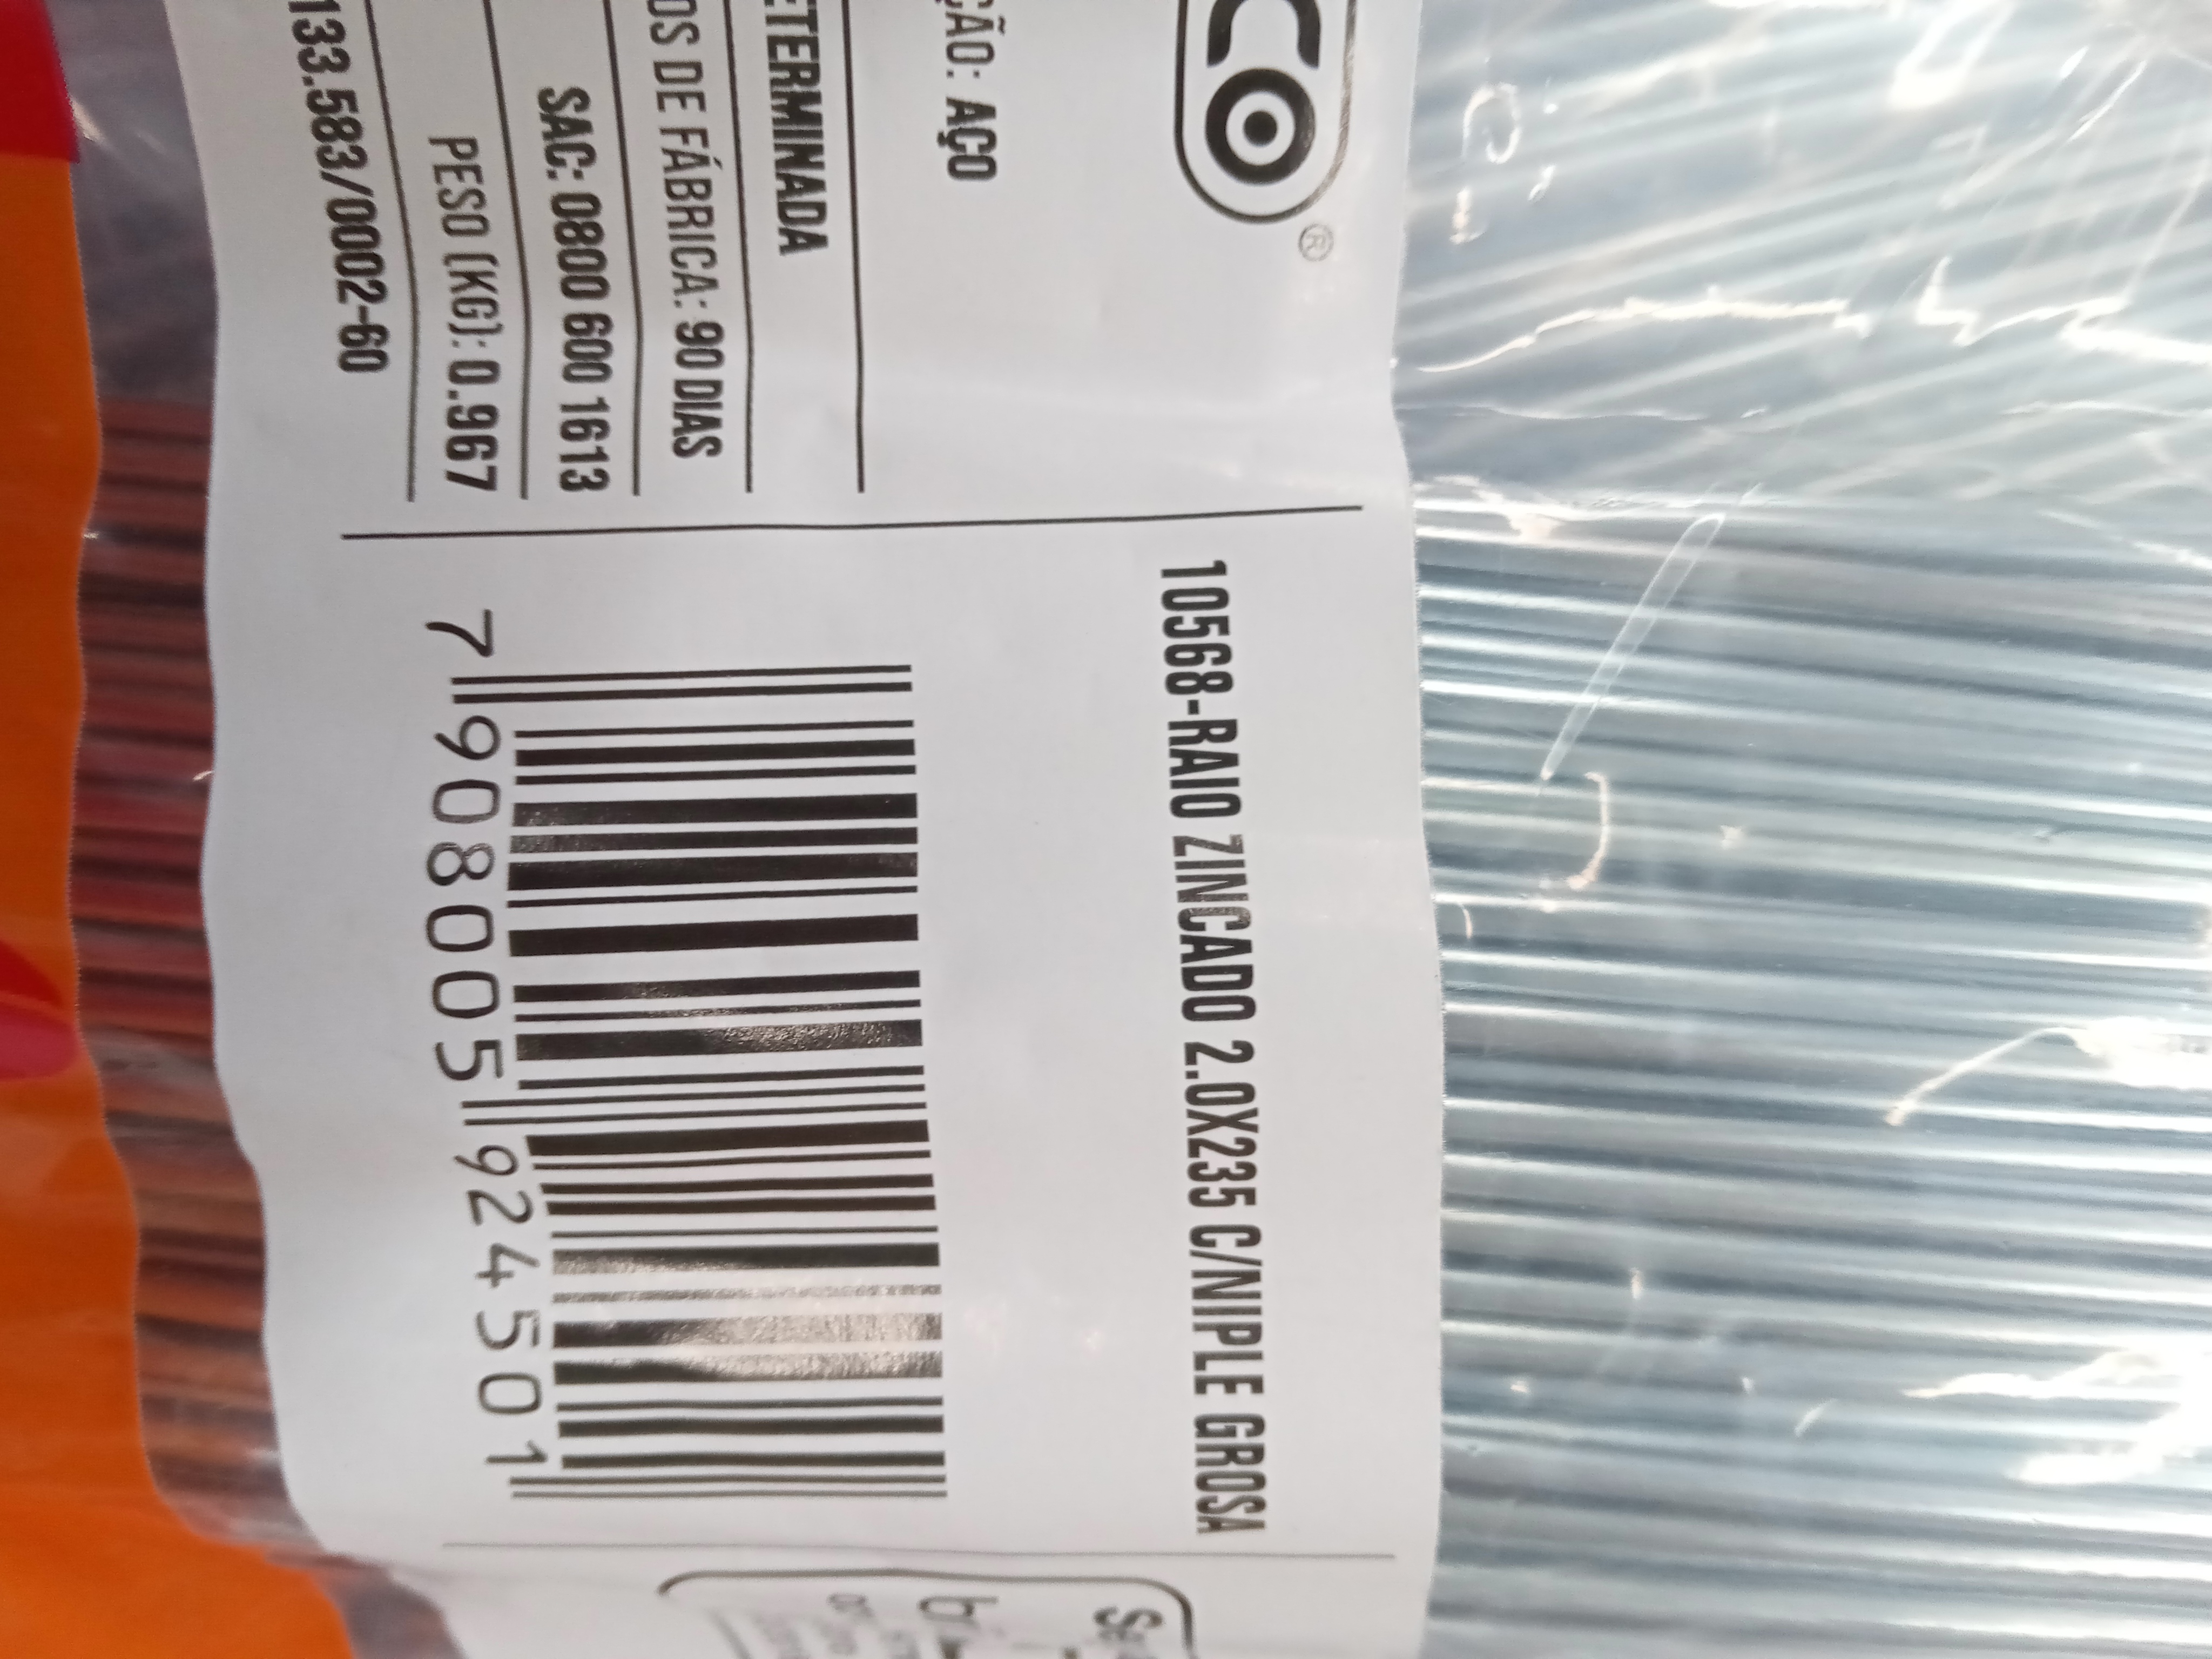 CO®
ÇÃO: AÇO
ETERMINADA
OS DE FÁBRICA: 90 DIAS
SAC: 0800 600 1613
PESO (KG): 0.967
133.583/0002-60
10568-RAIO ZINCADO 2.0X235 C/NIPLE GROSA
7 908005 924501